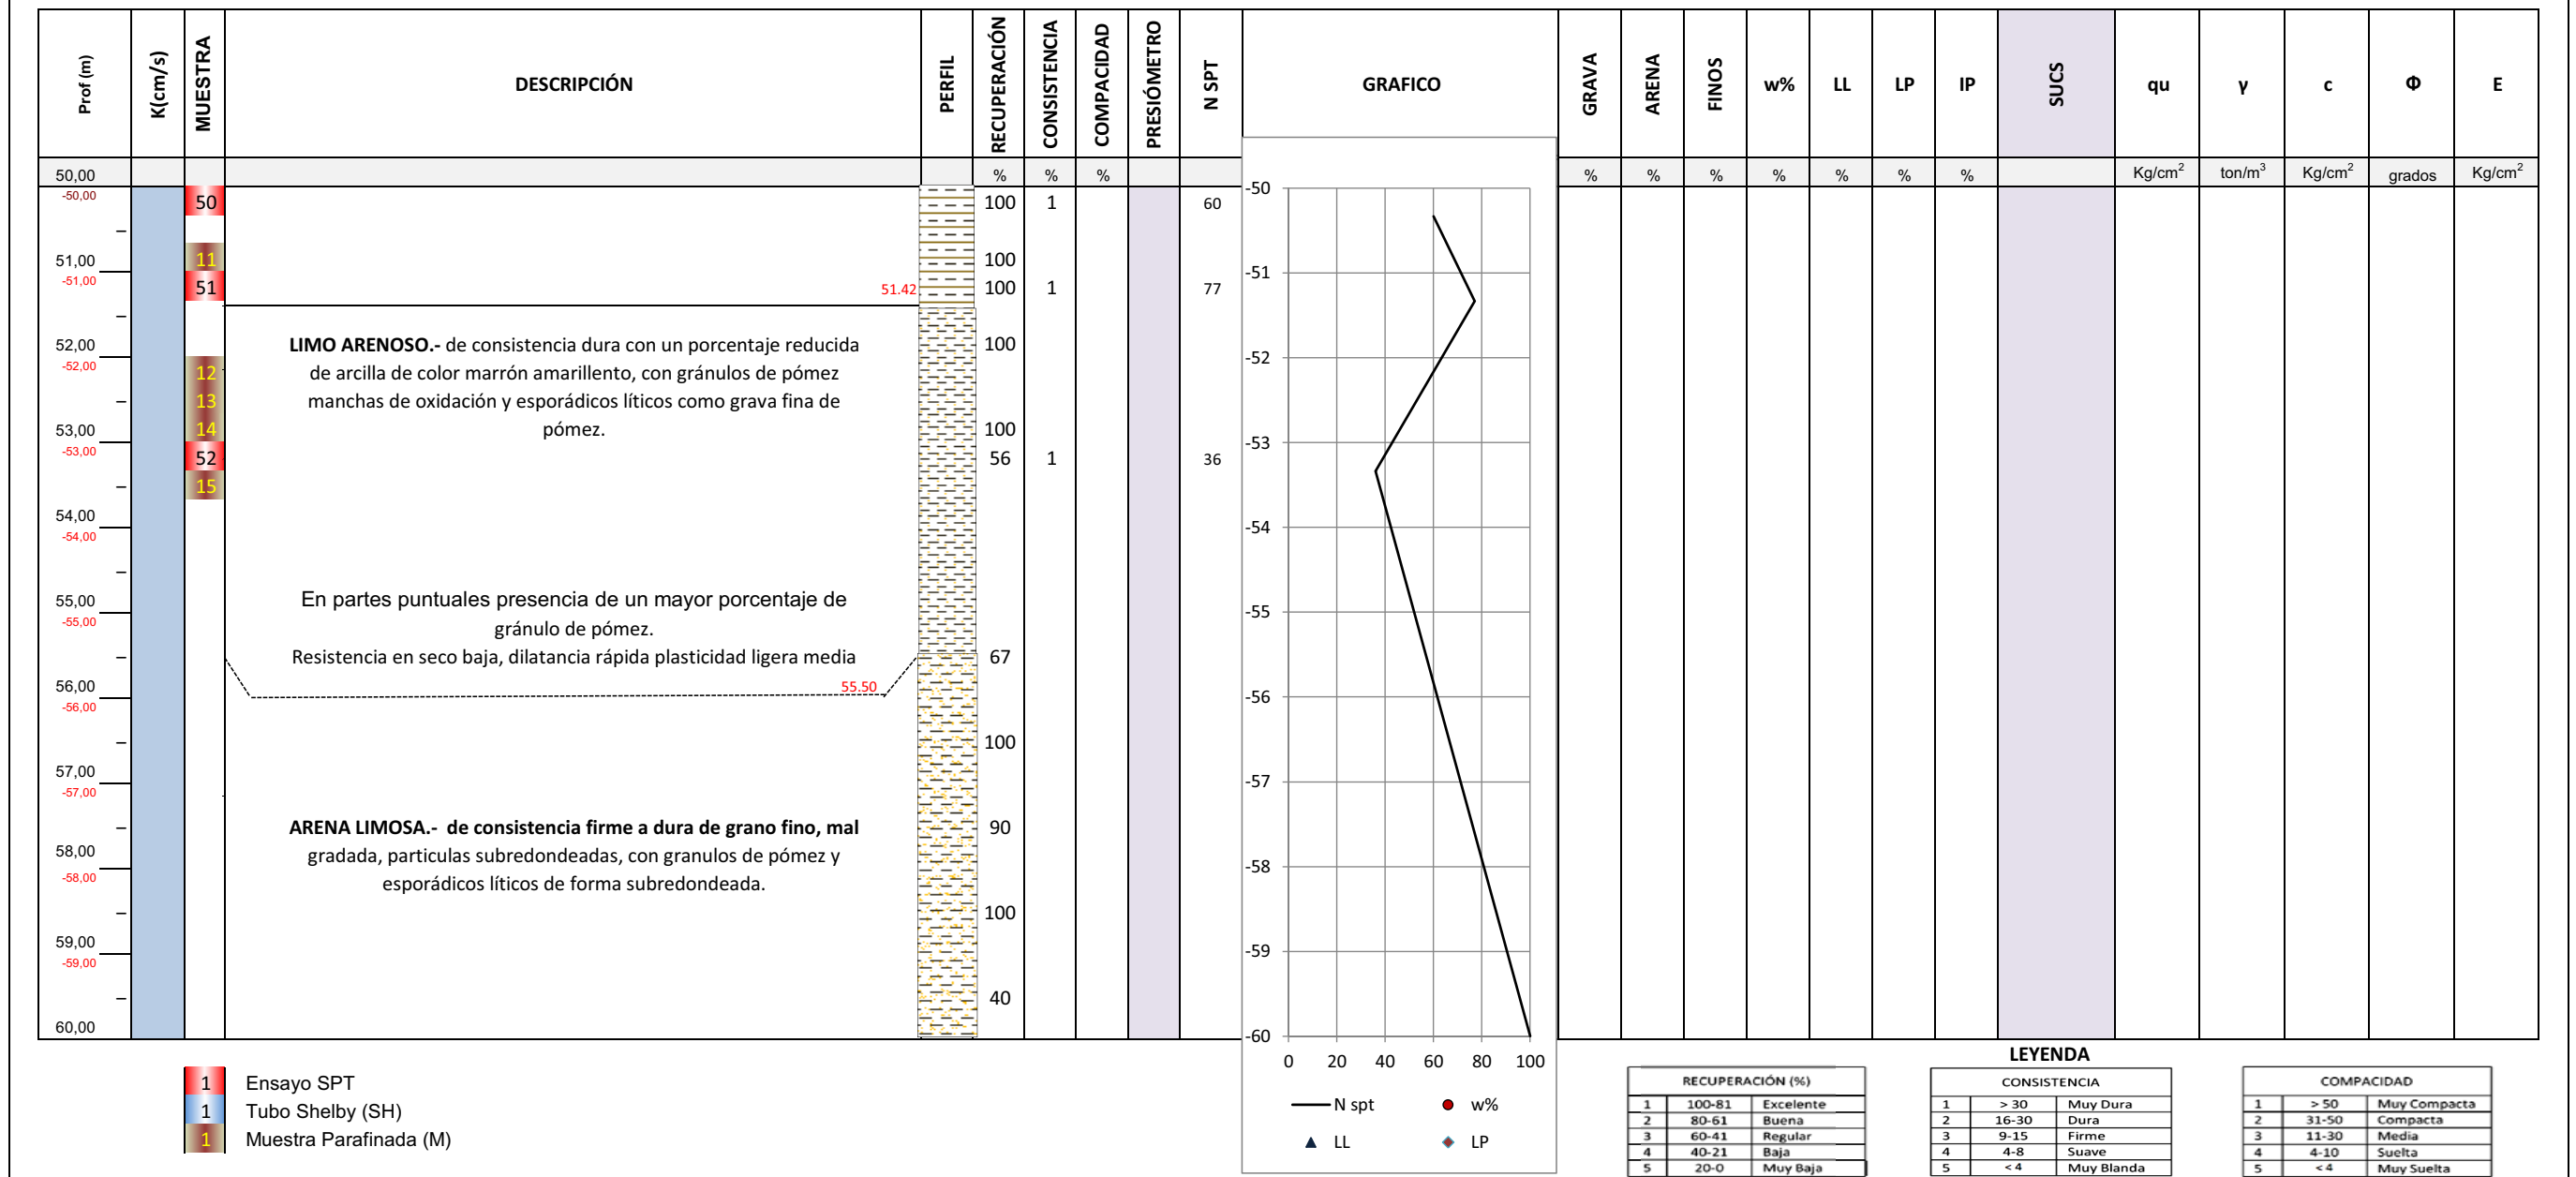 Prof (m) K(cm/s) MUESTRA DESCRIPCIÓN PERFIL RECUPERACIÓN CONSISTENCIA COMPACIDAD PRESIÓMETRO N SPT GRAFICO GRAVA ARENA FINOS w% LL LP IP SUCS qu γ c Φ E
50,00 % % % % % % % % % % Kg/cm² ton/m³ Kg/cm² grados Kg/cm²
-50,00 -50
50 100 1 60
11 100
51,00 -51
-51,00 51 51.42 100 1 77
LIMO ARENOSO.- de consistencia dura con un porcentaje reducida
52,00 100 -52
-52,00
12 de arcilla de color marrón amarillento, con gránulos de pómez
13 manchas de oxidación y esporádicos líticos como grava fina de
14 pómez. 100
53,00 -53
-53,00 52 56 1 36
15
54,00 -54
-54,00
55,00 En partes puntuales presencia de un mayor porcentaje de -55
-55,00 gránulo de pómez.
Resistencia en seco baja, dilatancia rápida plasticidad ligera media 67
56,00 55.50 -56
-56,00
100
57,00 -57
-57,00
ARENA LIMOSA.- de consistencia firme a dura de grano fino, mal 90
58,00 gradada, particulas subredondeadas, con granulos de pómez y -58
-58,00 esporádicos líticos de forma subredondeada.
100
59,00 -59
-59,00
40
60,00 -60
0 20 40 60 80 100
N spt w%
LL LP
1 Ensayo SPT
1 Tubo Shelby (SH)
1 Muestra Parafinada (M)
LEYENDA
RECUPERACIÓN (%)
1 100-81 Excelente
2 80-61 Buena
3 60-41 Regular
4 40-21 Baja
5 20-0 Muy Baja
CONSISTENCIA
1 > 30 Muy Dura
2 16-30 Dura
3 9-15 Firme
4 4-8 Suave
5 < 4 Muy Blanda
COMPACIDAD
1 > 50 Muy Compacta
2 31-50 Compacta
3 11-30 Media
4 4-10 Suelta
5 < 4 Muy Suelta